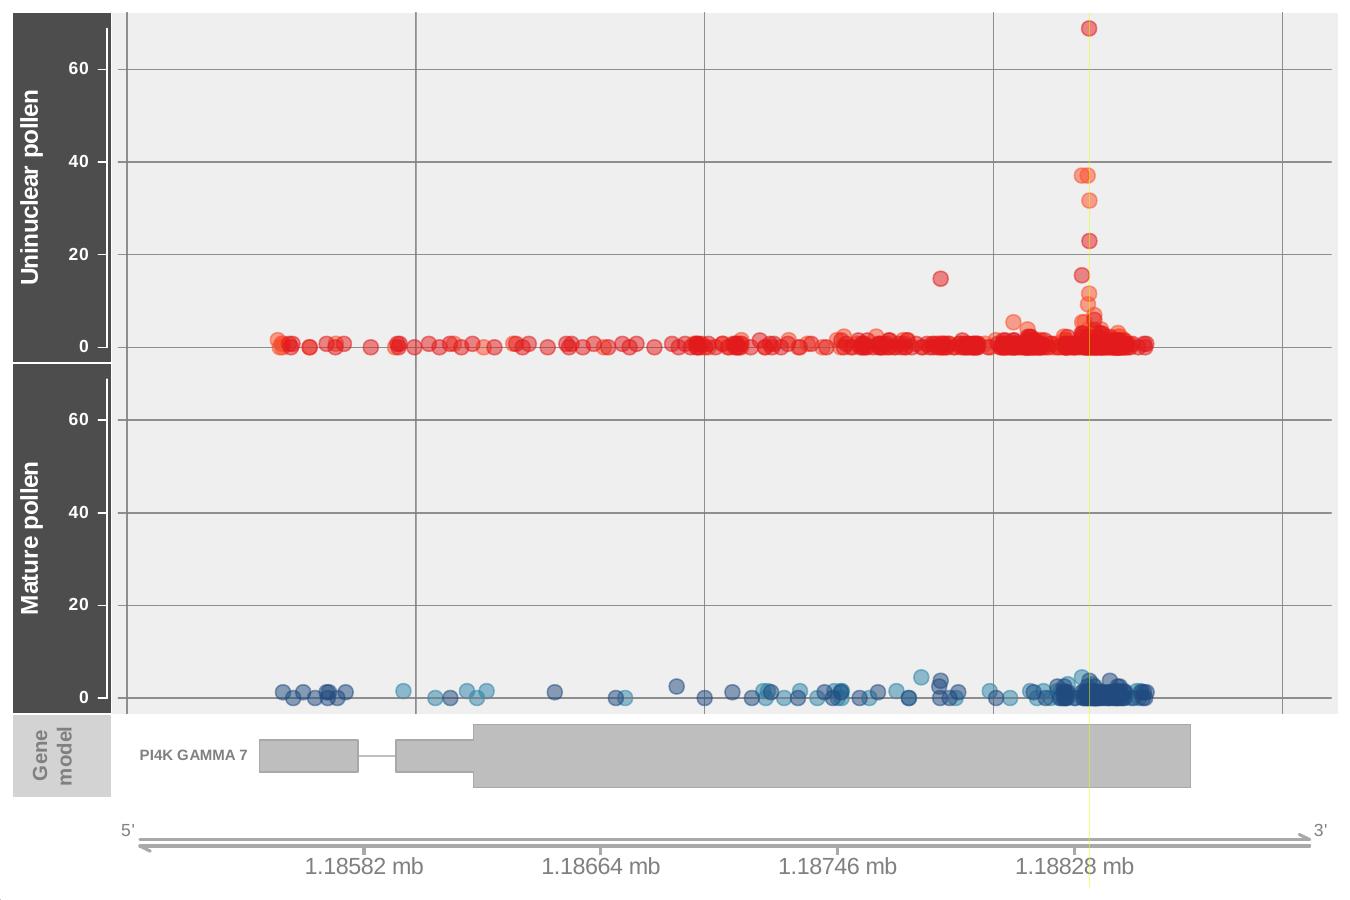 Uninuclear pollen
60
40
20
0
Mature pollen
60
40
20
0
Gene
model
PI4K GAMMA 7
5'
3'
1.18582 mb
1.18664 mb
1.18746 mb
1.18828 mb